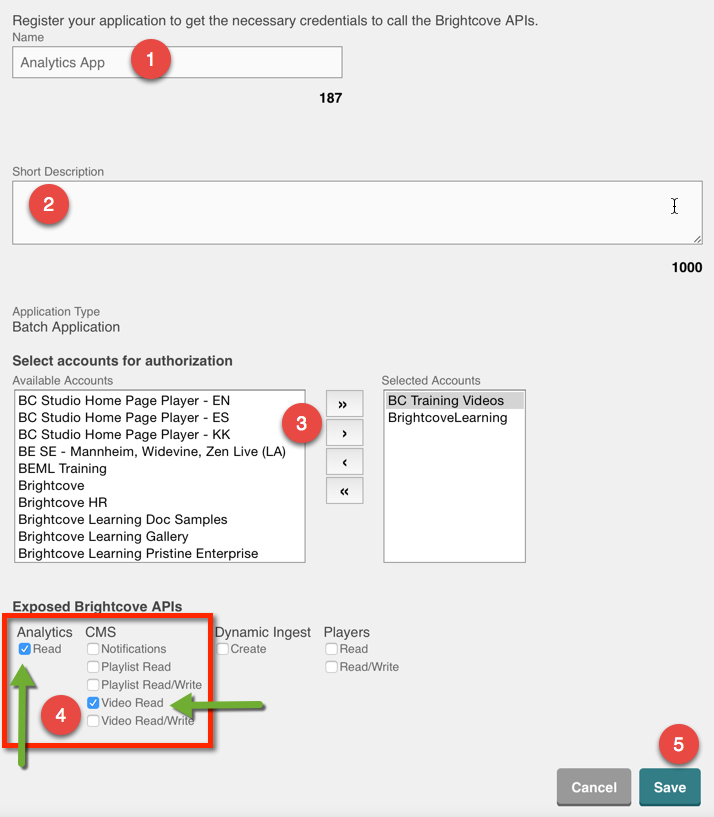 Register your application to get the necessary credentials to call the Brightcove APIs.
Name
Analytics App
1
187
Short Description
2
1000
Application Type
Batch Application
Select accounts for authorization
Available Accounts
BC Studio Home Page Player - EN
BC Studio Home Page Player - ES
BC Studio Home Page Player - KK
BE SE - Mannheim, Widevine, Zen Live (LA)
BEML Training
Brightcove
Brightcove HR
Brightcove Learning Doc Samples
Brightcove Learning Gallery
Brightcove Learning Pristine Enterprise
3
»
›
‹
«
Selected Accounts
BC Training Videos
BrightcoveLearning
Exposed Brightcove APIs
Analytics
Read
CMS
Notifications
Playlist Read
Playlist Read/Write
Video Read
Video Read/Write
4
Dynamic Ingest
Create
Players
Read
Read/Write
5
Cancel
Save